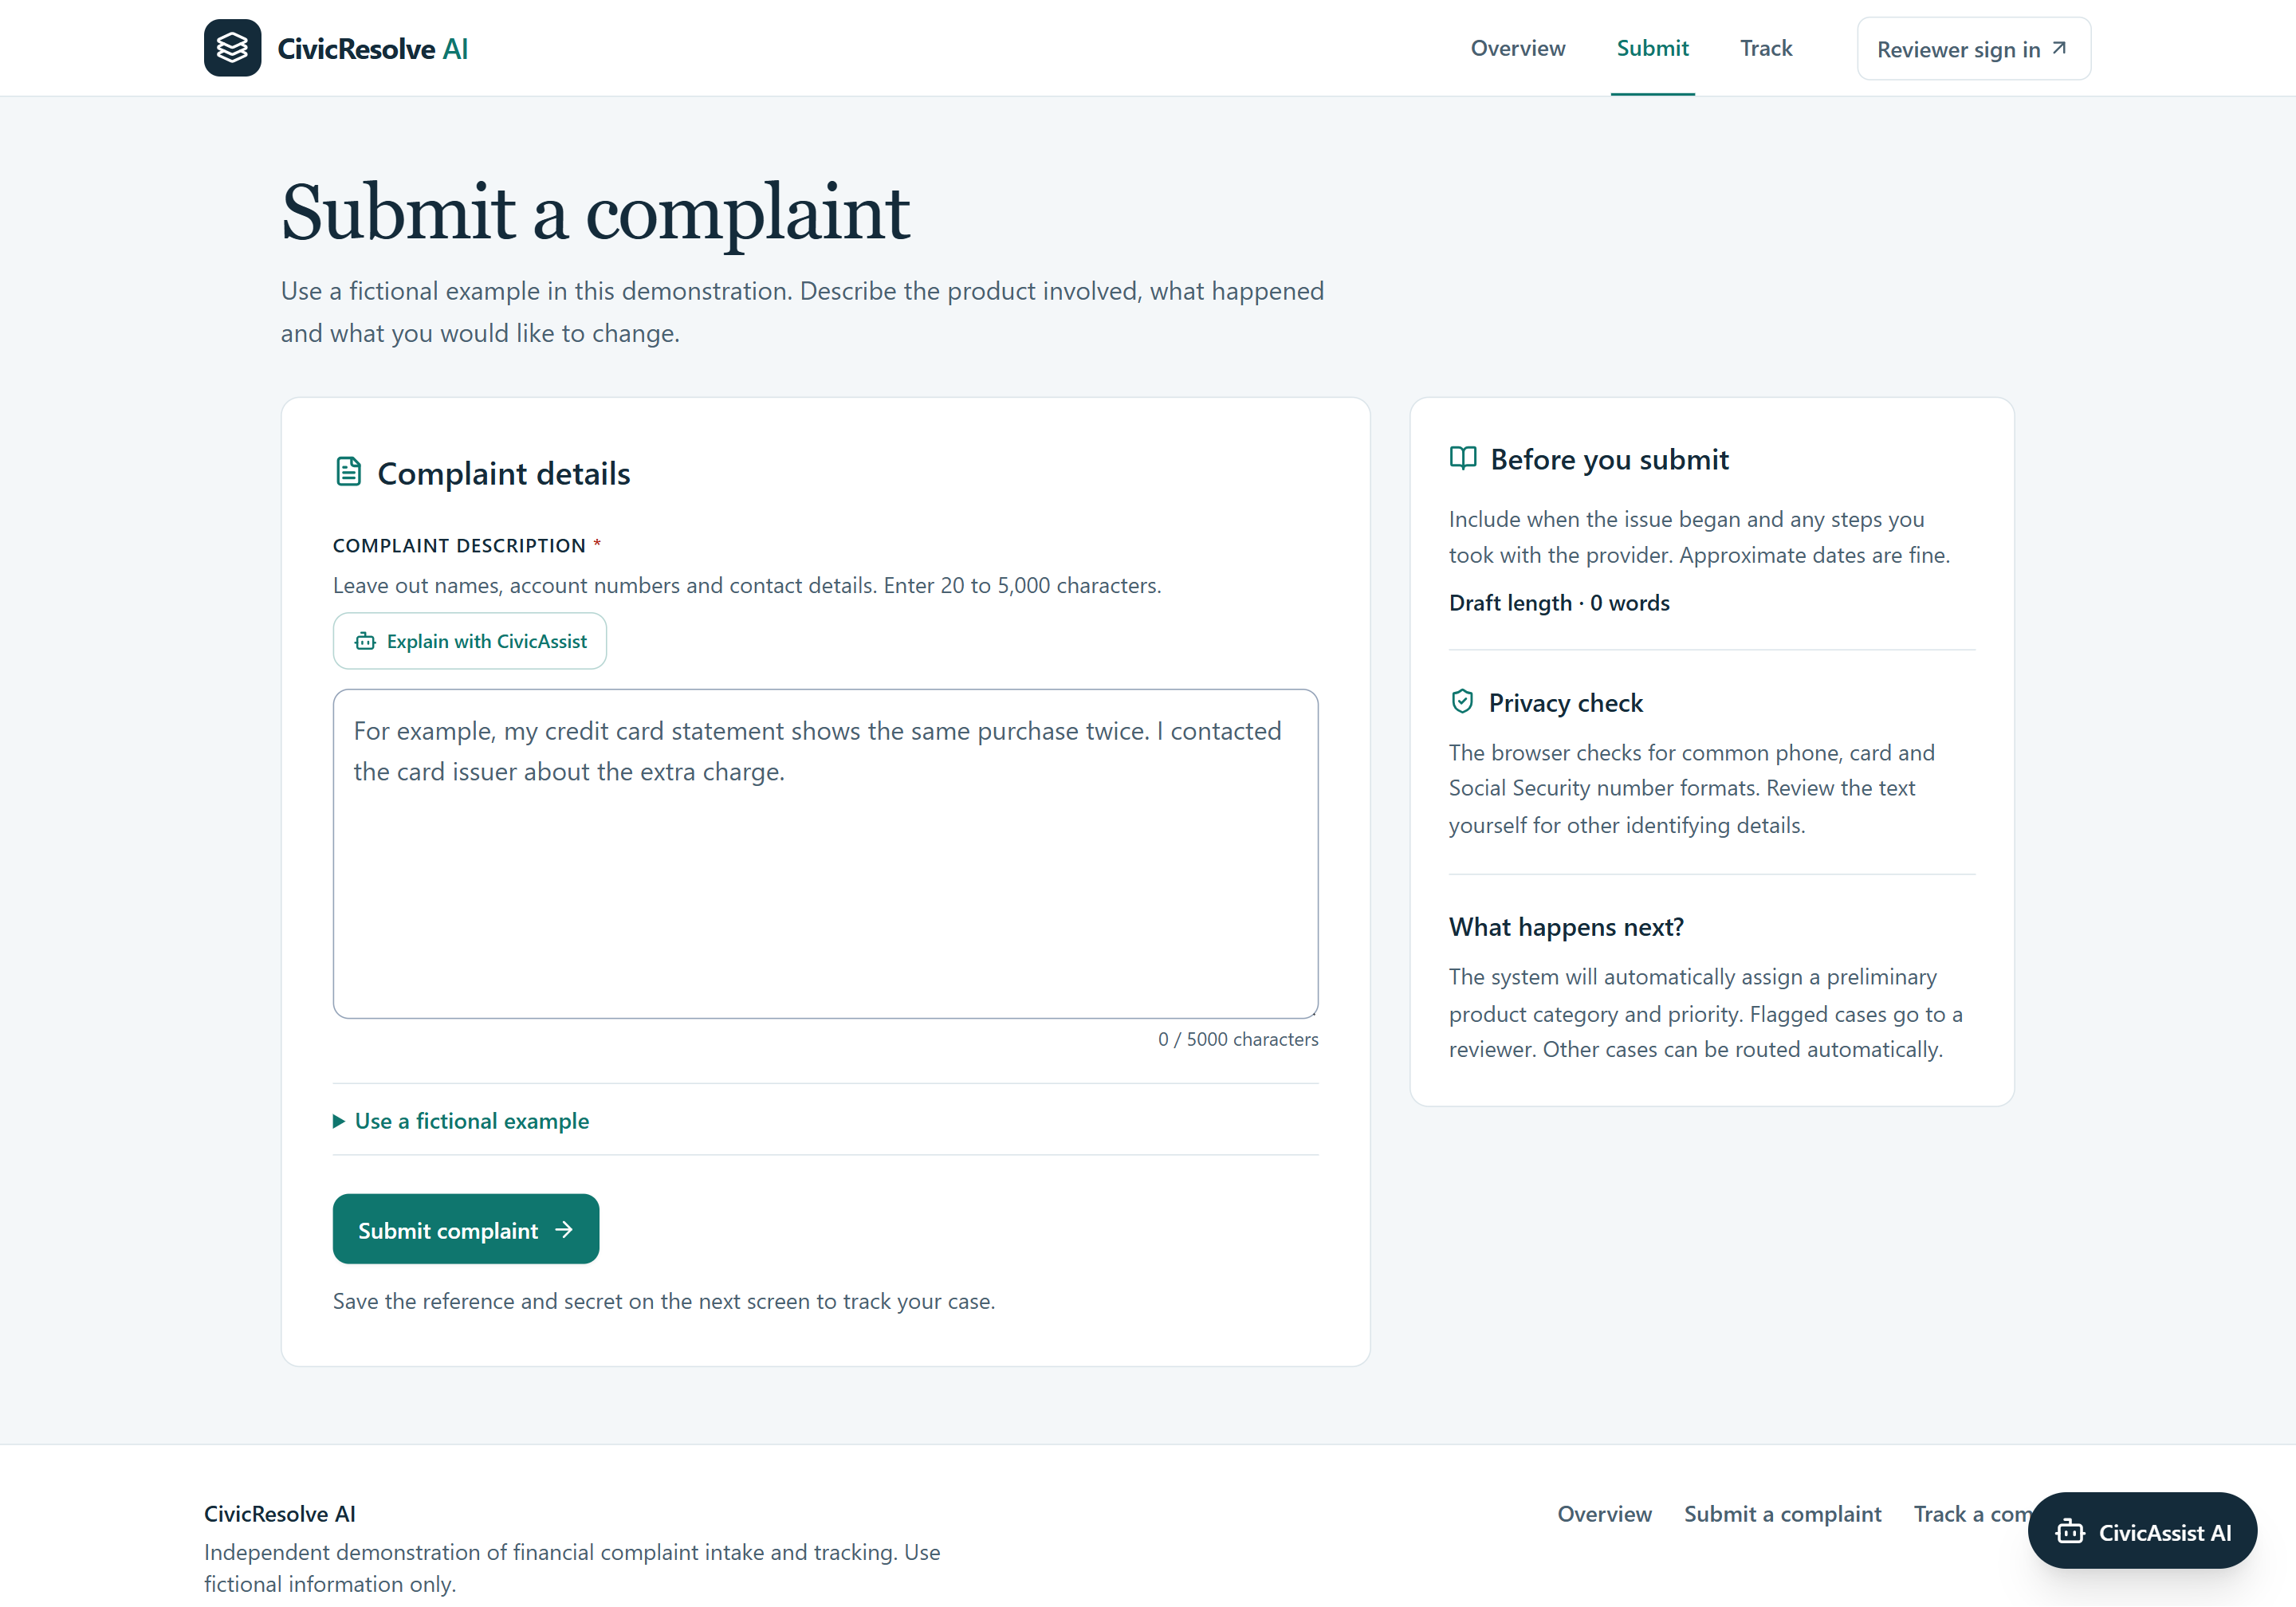 CivicResolve AI
Overview
Submit
Track
Reviewer sign in
Submit a complaint
Use a fictional example in this demonstration. Describe the product involved, what happened
and what you would like to change.
Complaint details
COMPLAINT DESCRIPTION *
Leave out names, account numbers and contact details. Enter 20 to 5,000 characters.
Explain with CivicAssist
For example, my credit card statement shows the same purchase twice. I contacted
the card issuer about the extra charge.
0 / 5000 characters
Use a fictional example
Submit complaint
Save the reference and secret on the next screen to track your case.
Before you submit
Include when the issue began and any steps you
took with the provider. Approximate dates are fine.
Draft length · 0 words
Privacy check
The browser checks for common phone, card and
Social Security number formats. Review the text
yourself for other identifying details.
What happens next?
The system will automatically assign a preliminary
product category and priority. Flagged cases go to a
reviewer. Other cases can be routed automatically.
CivicResolve AI
Independent demonstration of financial complaint intake and tracking. Use
fictional information only.
Overview
Submit a complaint
Track a com
CivicAssist AI